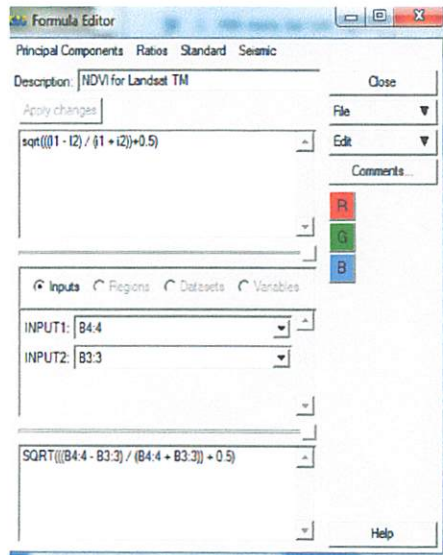 Formula Editor
Principal Components Ratios Standard Seismic
Description: NDVI for Landsat TM
Close
Apply changes
File
sqrt(((I1 - I2) / (i1 + i2))+0.5)
Edit
Comments...
R
G
B
Inputs Regions Datasets Variables
INPUT1: B4:4
INPUT2: B3:3
SQRT(((B4:4 - B3:3) / (B4:4 + B3:3)) + 0.5)
Help